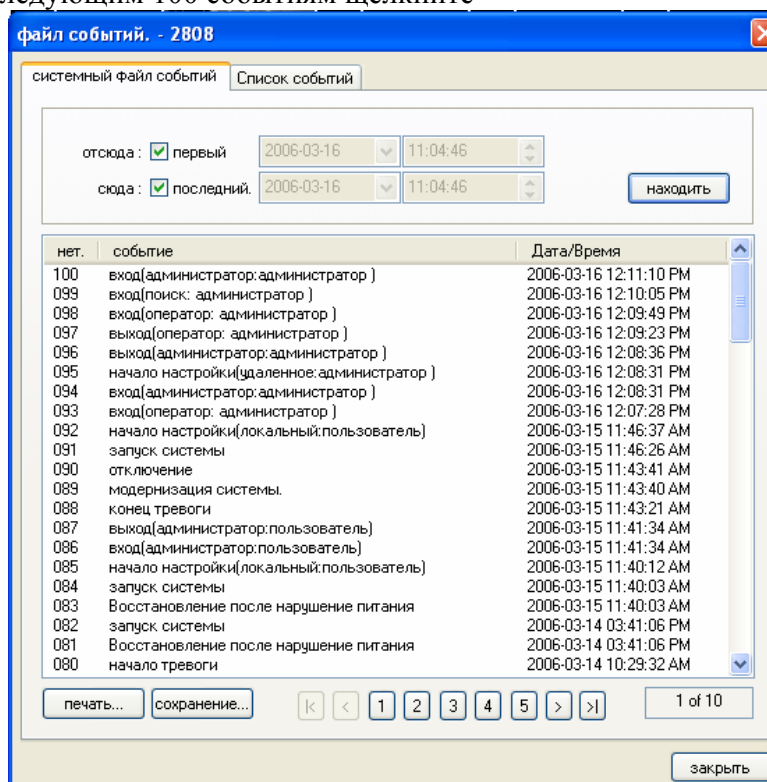 ледующим 100 событиям щелкните
файл событий. - 2808
системный файл событий Список событий
отсюда : первый 2006-03-16 11:04:46
сюда : последний. 2006-03-16 11:04:46 находить
нет. событие Дата/Время
100 вход(администратор:администратор ) 2006-03-16 12:11:10 PM
099 вход(поиск: администратор ) 2006-03-16 12:10:05 PM
098 вход(оператор: администратор ) 2006-03-16 12:09:49 PM
097 выход(оператор: администратор ) 2006-03-16 12:09:23 PM
096 выход(администратор:администратор ) 2006-03-16 12:08:36 PM
095 начало настройки(удаленное:администратор ) 2006-03-16 12:08:31 PM
094 вход(администратор:администратор ) 2006-03-16 12:08:31 PM
093 вход(оператор: администратор ) 2006-03-16 12:07:28 PM
092 начало настройки(локальный:пользователь) 2006-03-15 11:46:37 AM
091 запуск системы 2006-03-15 11:46:26 AM
090 отключение 2006-03-15 11:43:41 AM
089 модернизация системы. 2006-03-15 11:43:40 AM
088 конец тревоги 2006-03-15 11:43:21 AM
087 выход(администратор:пользователь) 2006-03-15 11:41:34 AM
086 вход(администратор:пользователь) 2006-03-15 11:41:34 AM
085 начало настройки(локальный:пользователь) 2006-03-15 11:40:12 AM
084 запуск системы 2006-03-15 11:40:03 AM
083 Восстановление после нарушение питания 2006-03-15 11:40:03 AM
082 запуск системы 2006-03-14 03:41:06 PM
081 Восстановление после нарушение питания 2006-03-14 03:41:06 PM
080 начало тревоги 2006-03-14 10:29:32 AM
печать... сохранение... |< < 1 2 3 4 5 > >| 1 of 10
закрыть